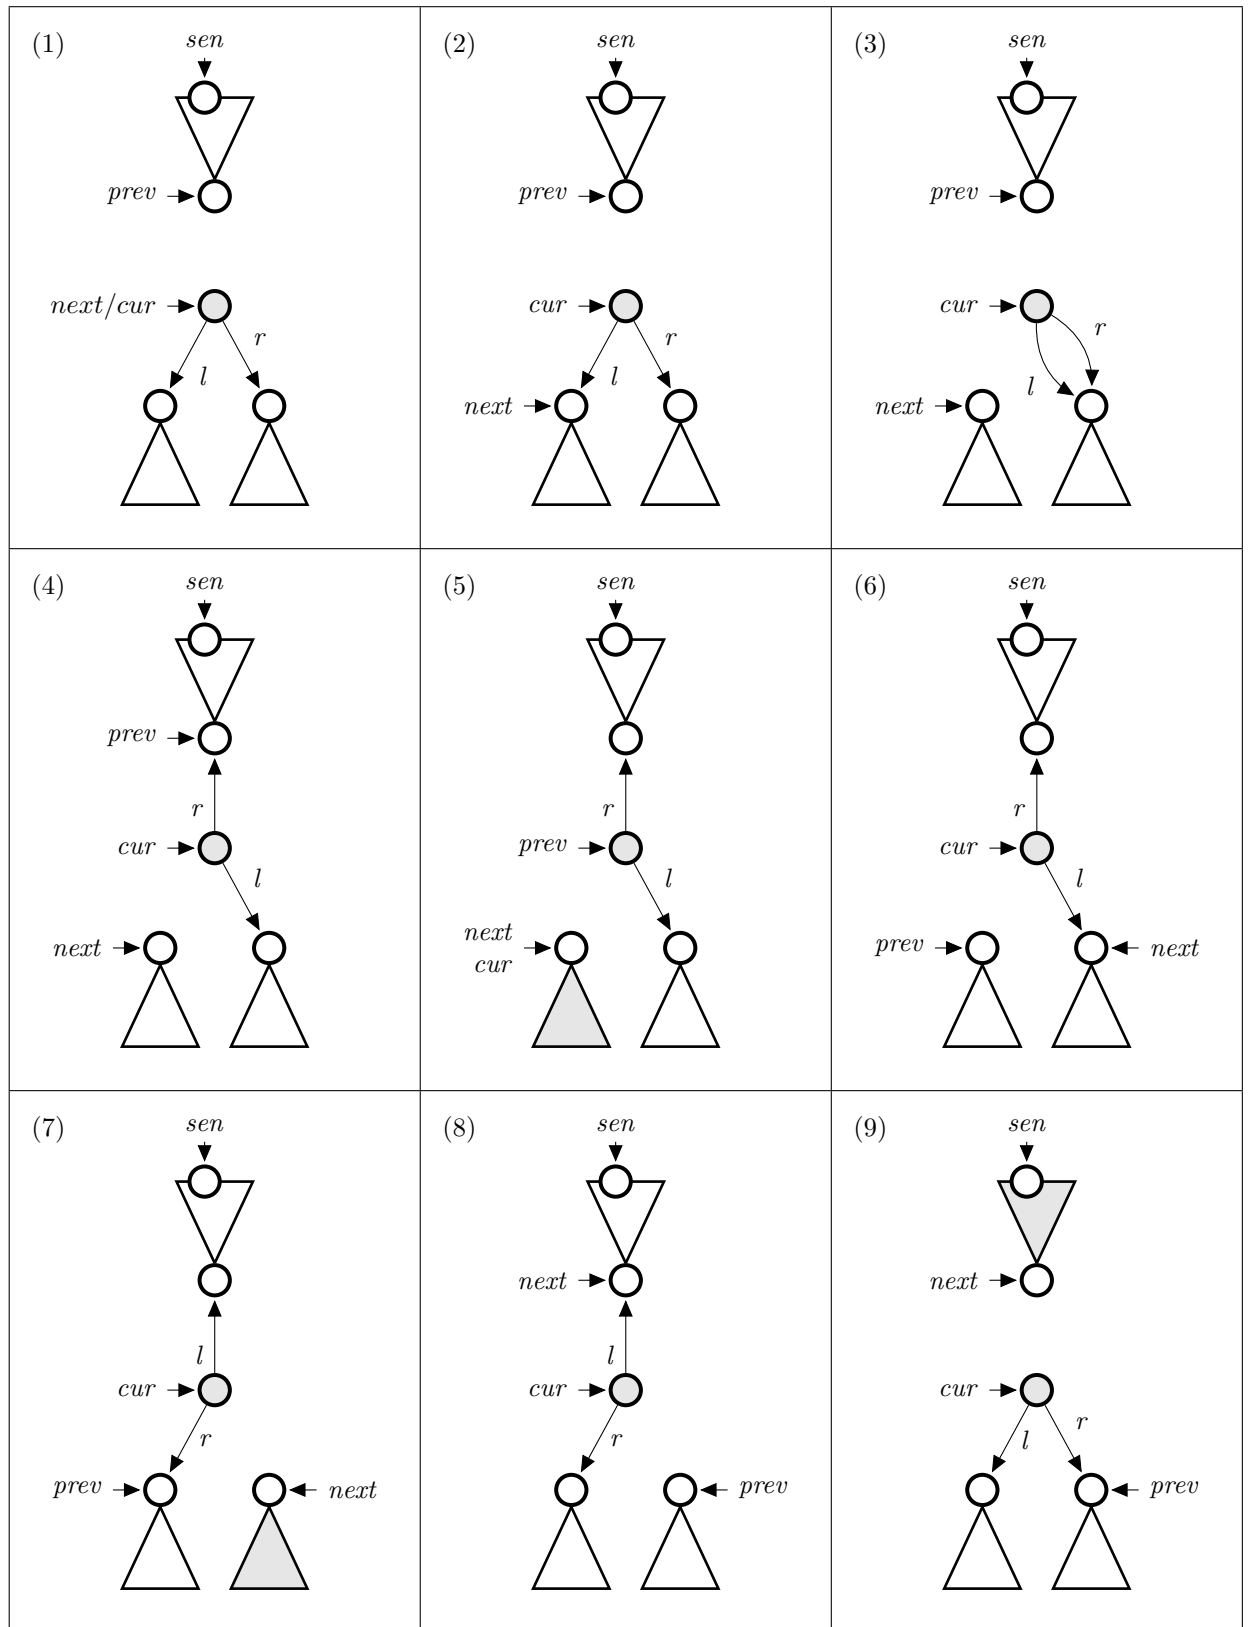 (1) (2) (3)
sen sen sen
prev prev prev
next/cur cur cur
r r r
l l l
next next
(4) (5) (6)
sen sen sen
prev
r r r
cur prev cur
l l l
next next prev next
cur
(7) (8) (9)
sen sen sen
next next
l l
cur cur cur
r r l r
prev next prev prev